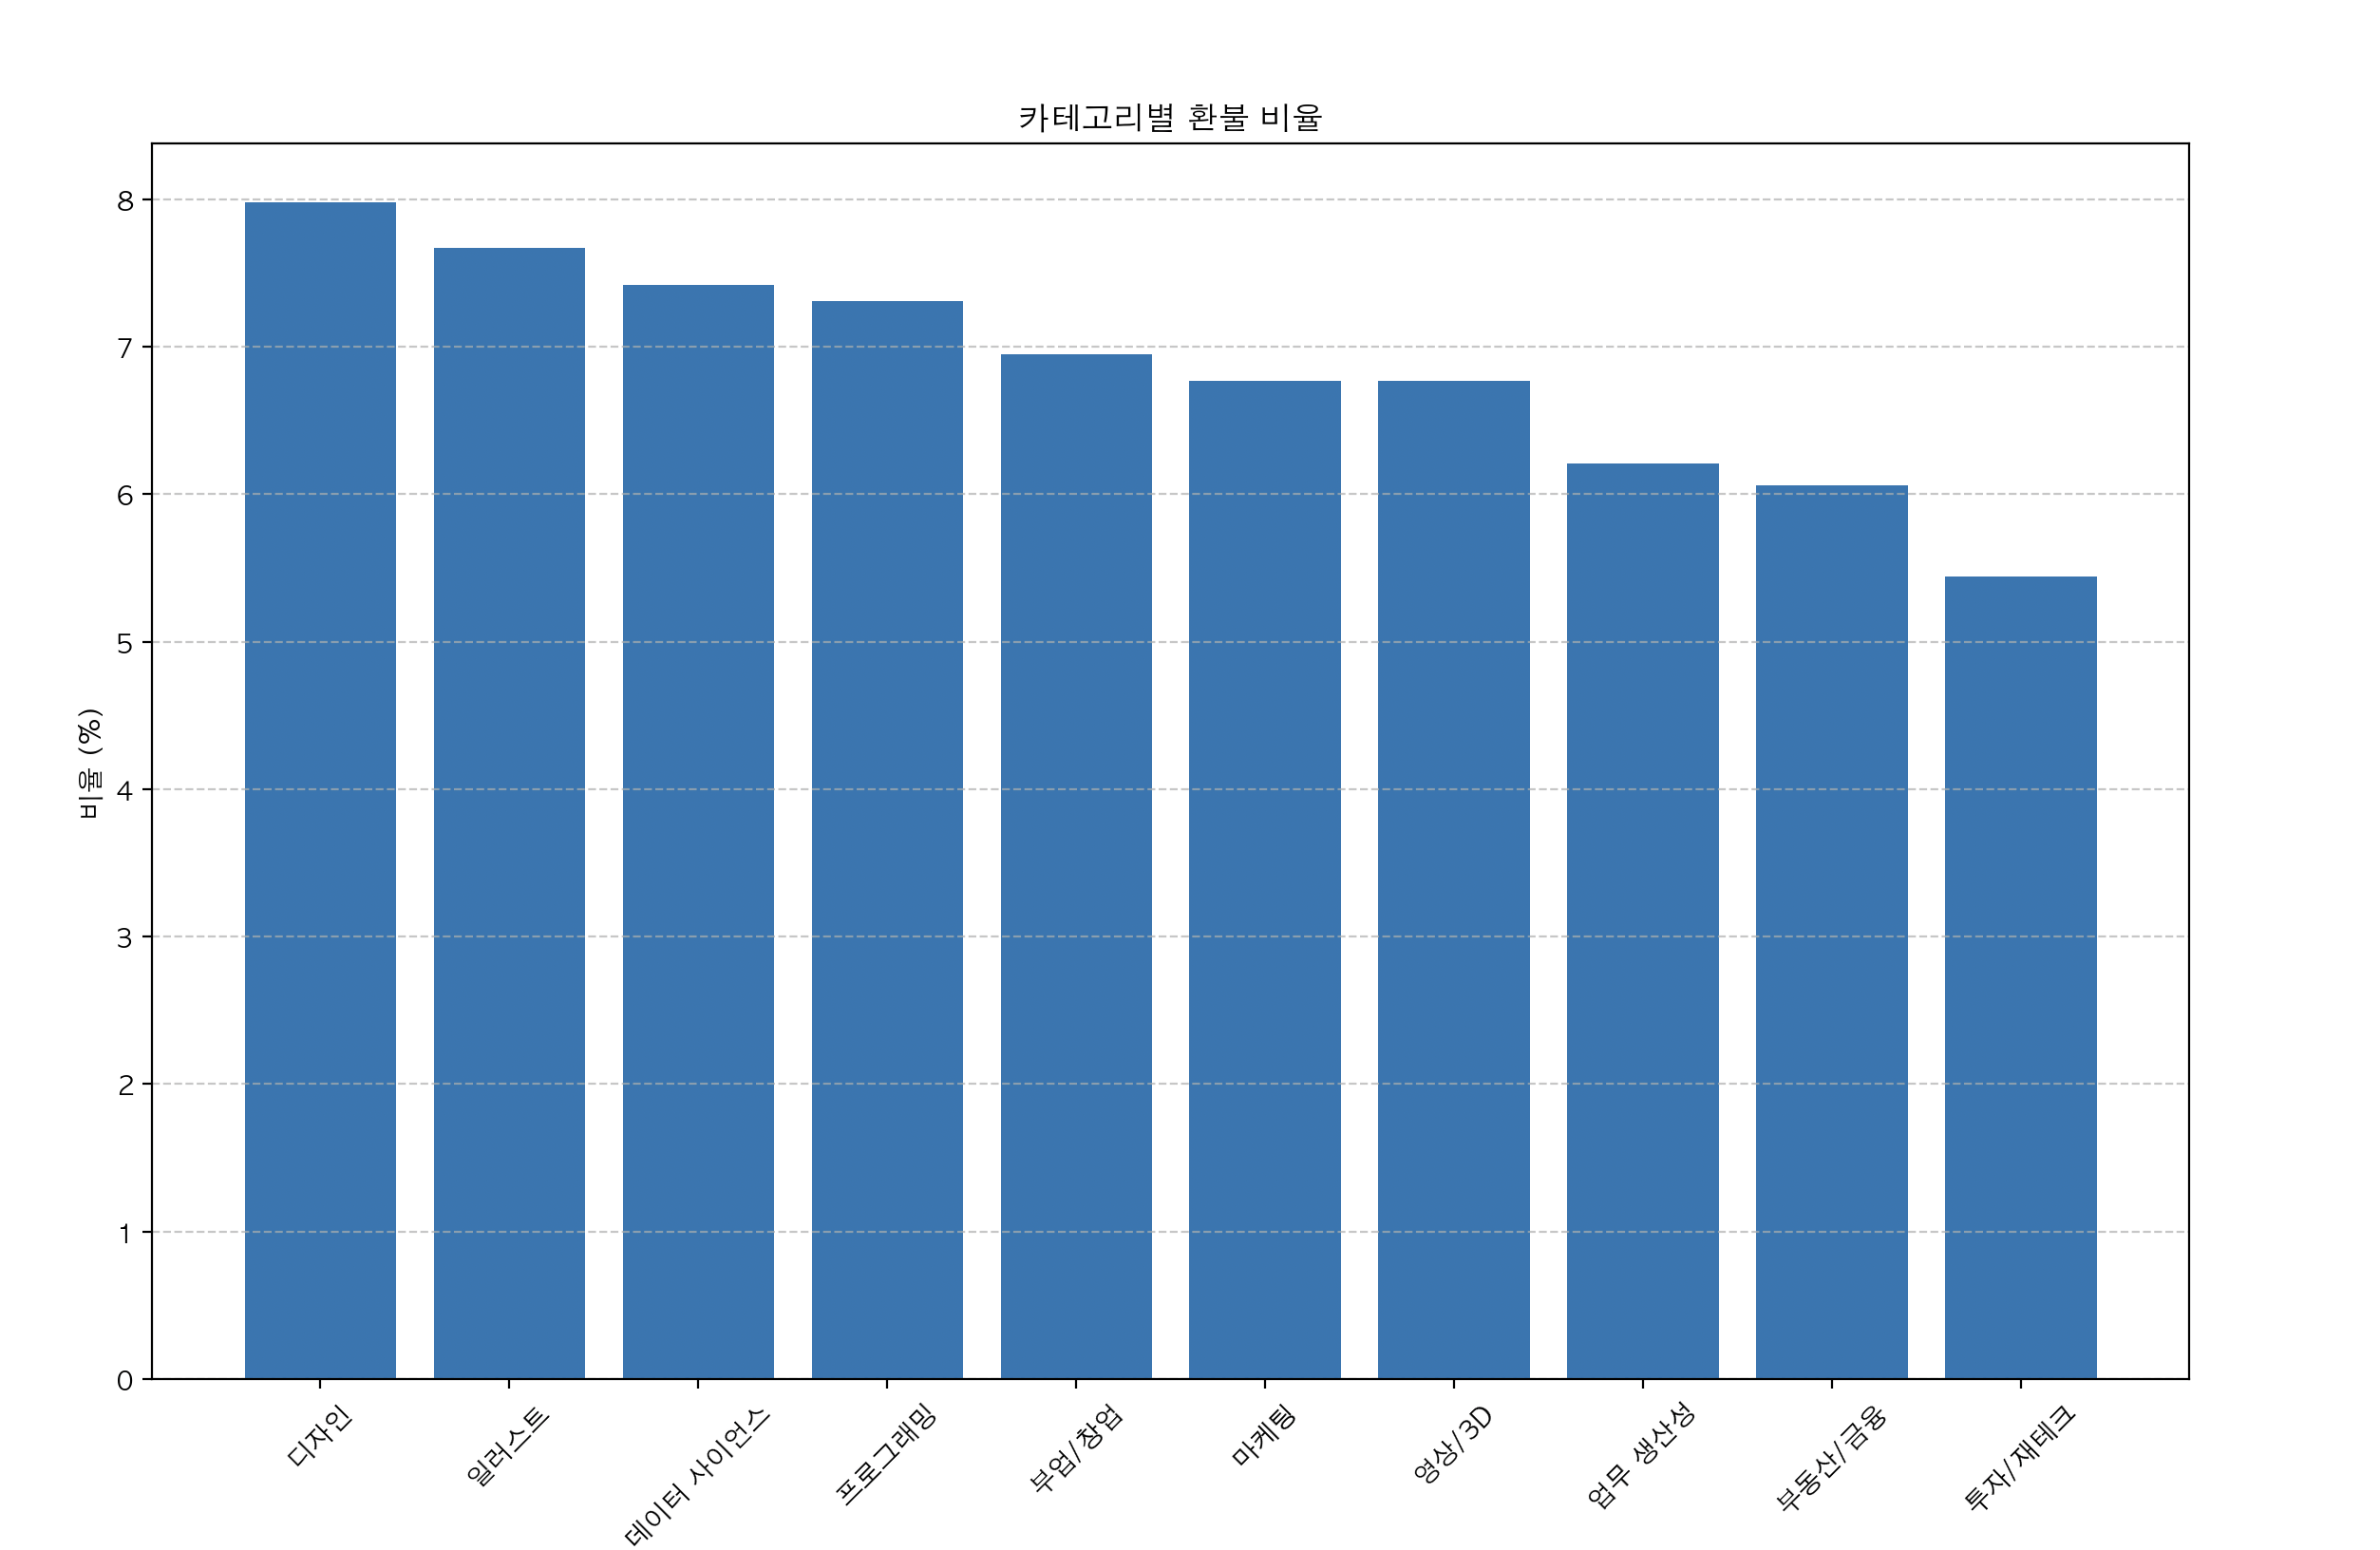 카테고리별 환불 비율
비율 (%)
8
7
6
5
4
3
2
1
0
디자인
일러스트
데이터 사이언스
프로그래밍
부업/창업
마케팅
영상/3D
업무 생산성
부동산/금융
투자/재테크